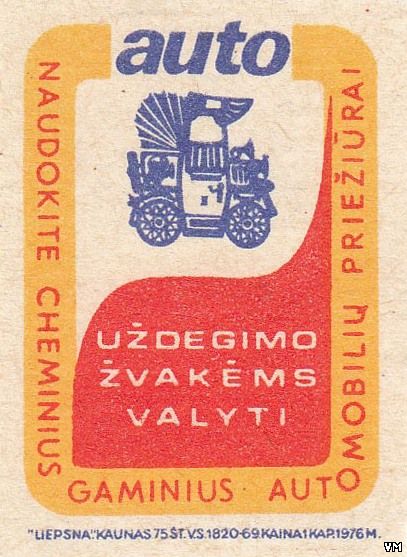 auto
NAUDOKITE CHEMINIUS GAMINIUS AUTOMOBILIŲ PRIEŽIŪRAI
UŽDEGIMO
ŽVAKĖMS
VALYTI
"LIEPSNA" KAUNAS 75 ŠT. V.S. 1820-69. KAINA 1 KAP. 1976 M.
VM